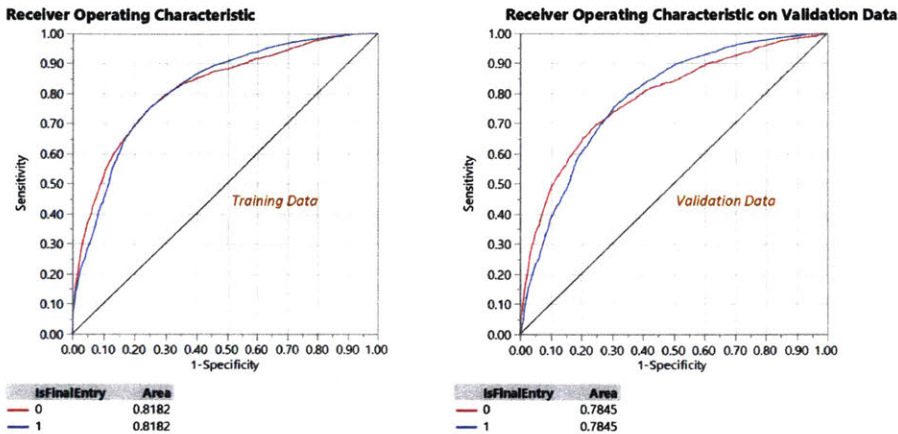 Receiver Operating Characteristic
1.00
0.90
0.80
0.70
0.60
0.50
0.40
0.30
0.20
0.10
0.00
Sensitivity
Training Data
0.00 0.10 0.20 0.30 0.40 0.50 0.60 0.70 0.80 0.90 1.00
1-Specificity
IsFinalEntry Area
0 0.8182
1 0.8182
Receiver Operating Characteristic on Validation Data
1.00
0.90
0.80
0.70
0.60
0.50
0.40
0.30
0.20
0.10
0.00
Sensitivity
Validation Data
0.00 0.10 0.20 0.30 0.40 0.50 0.60 0.70 0.80 0.90 1.00
1-Specificity
IsFinalEntry Area
0 0.7845
1 0.7845